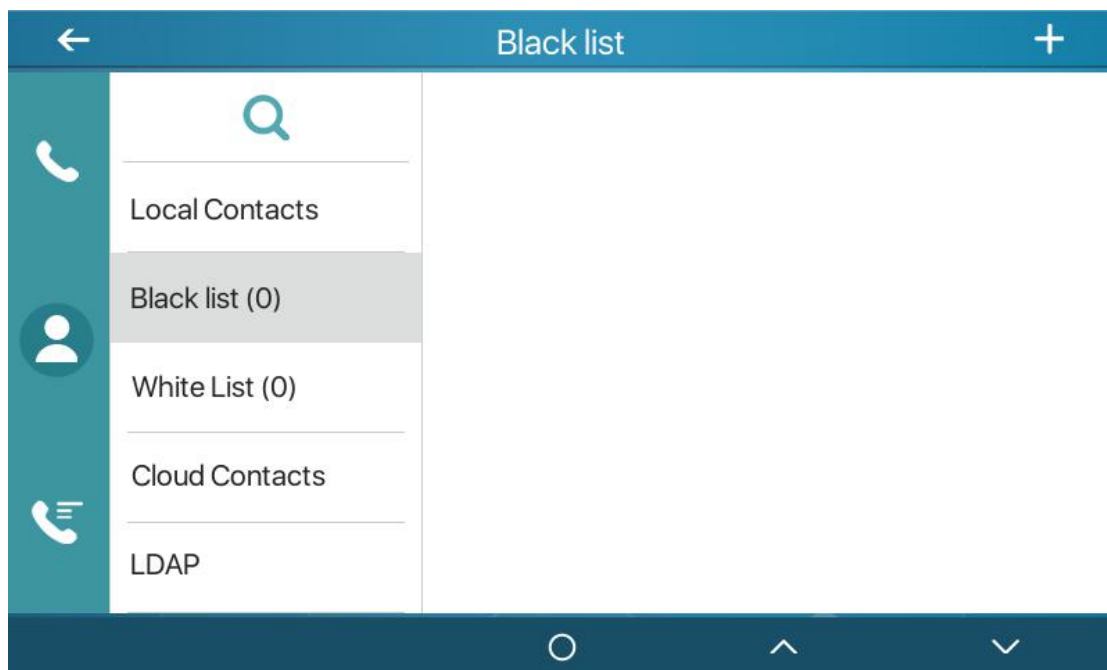 Black list
Local Contacts
Black list (0)
White List (0)
Cloud Contacts
LDAP